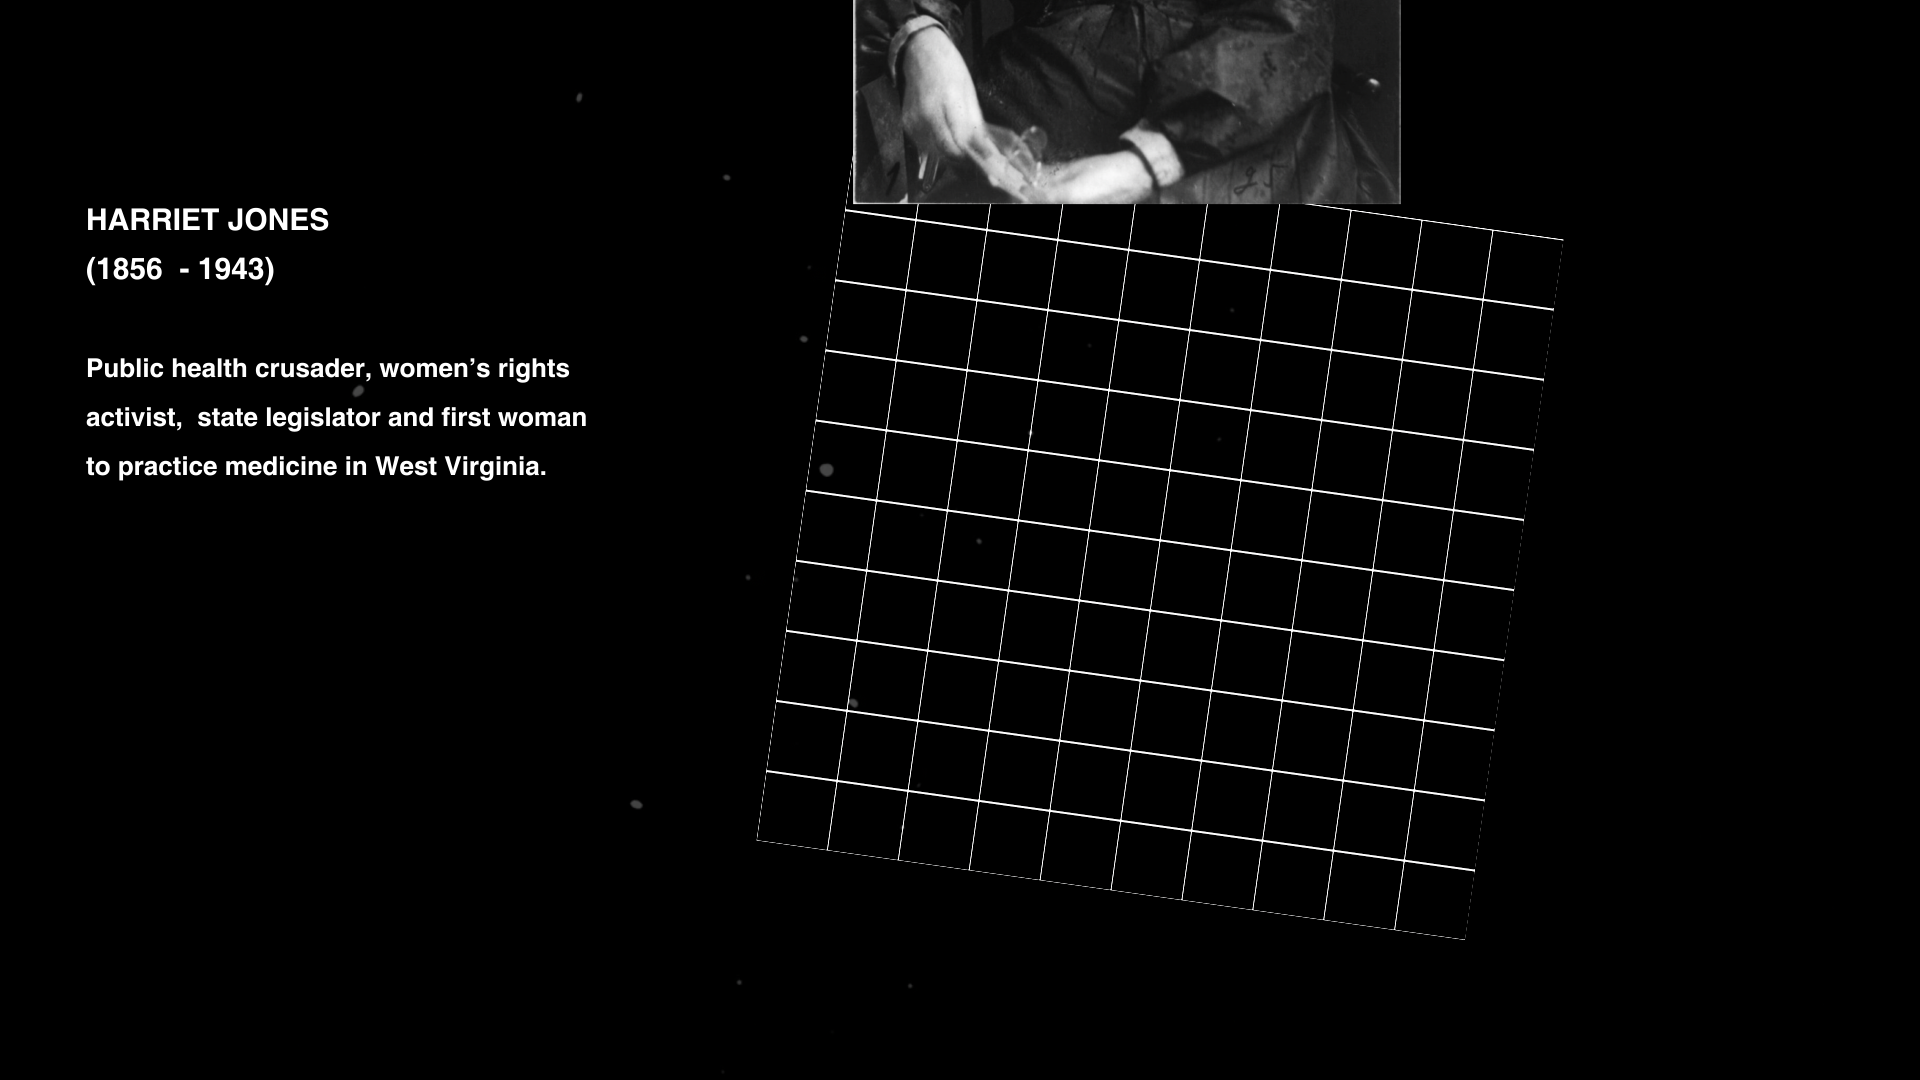 HARRIET JONES
(1856  - 1943)
Public health crusader, women’s rights
activist,  state legislator and first woman
to practice medicine in West Virginia.